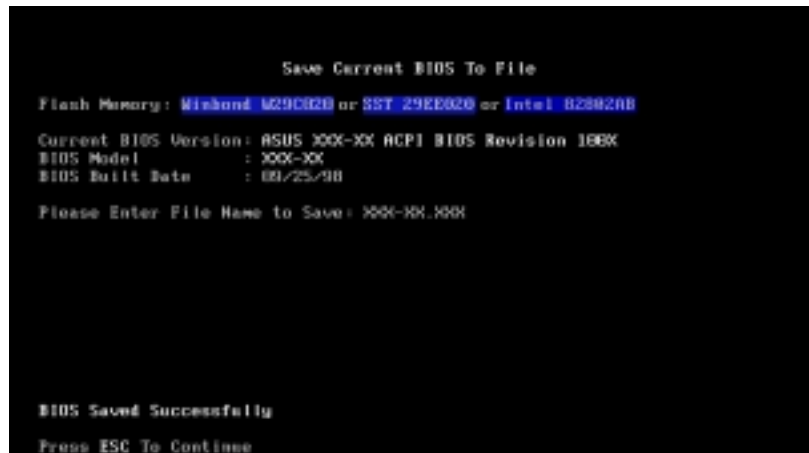 Save Current BIOS To File
Flash Memory: Winbond W29C020 or SST 29EE020 or Intel 82802AB
Current BIOS Version: ASUS XXX-XX ACPI BIOS Revision 100X
BIOS Model : XXX-XX
BIOS Built Date : 09/25/98
Please Enter File Name to Save: XXX-XX.XXX
BIOS Saved Successfully
Press ESC To Continue